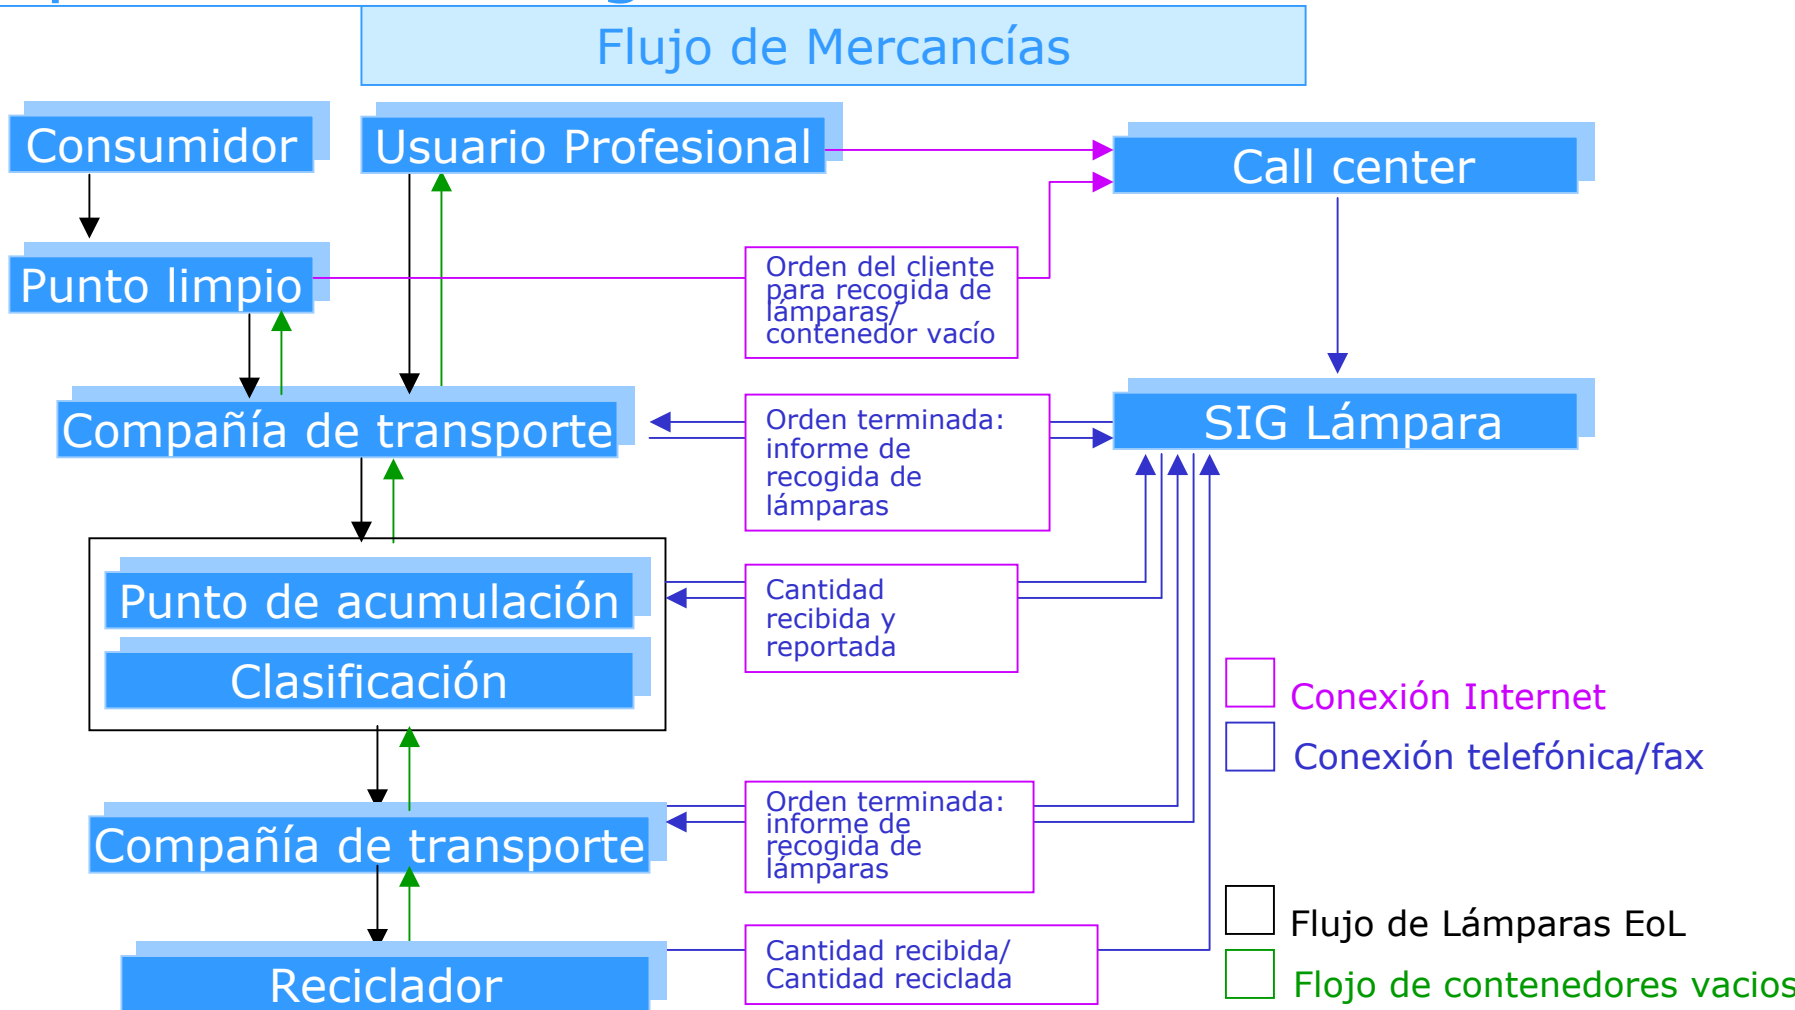 Flujo de Mercancías
Consumidor
Usuario Profesional
Call center
Punto limpio
Orden del cliente
para recogida de
lámparas/
contenedor vacío
Compañía de transporte
Orden terminada:
informe de
recogida de
lámparas
SIG Lámpara
Punto de acumulación
Cantidad
recibida y
reportada
Clasificación
Conexión Internet
Conexión telefónica/fax
Compañía de transporte
Orden terminada:
informe de
recogida de
lámparas
Flujo de Lámparas EoL
Reciclador
Cantidad recibida/
Cantidad reciclada
Flojo de contenedores vacios